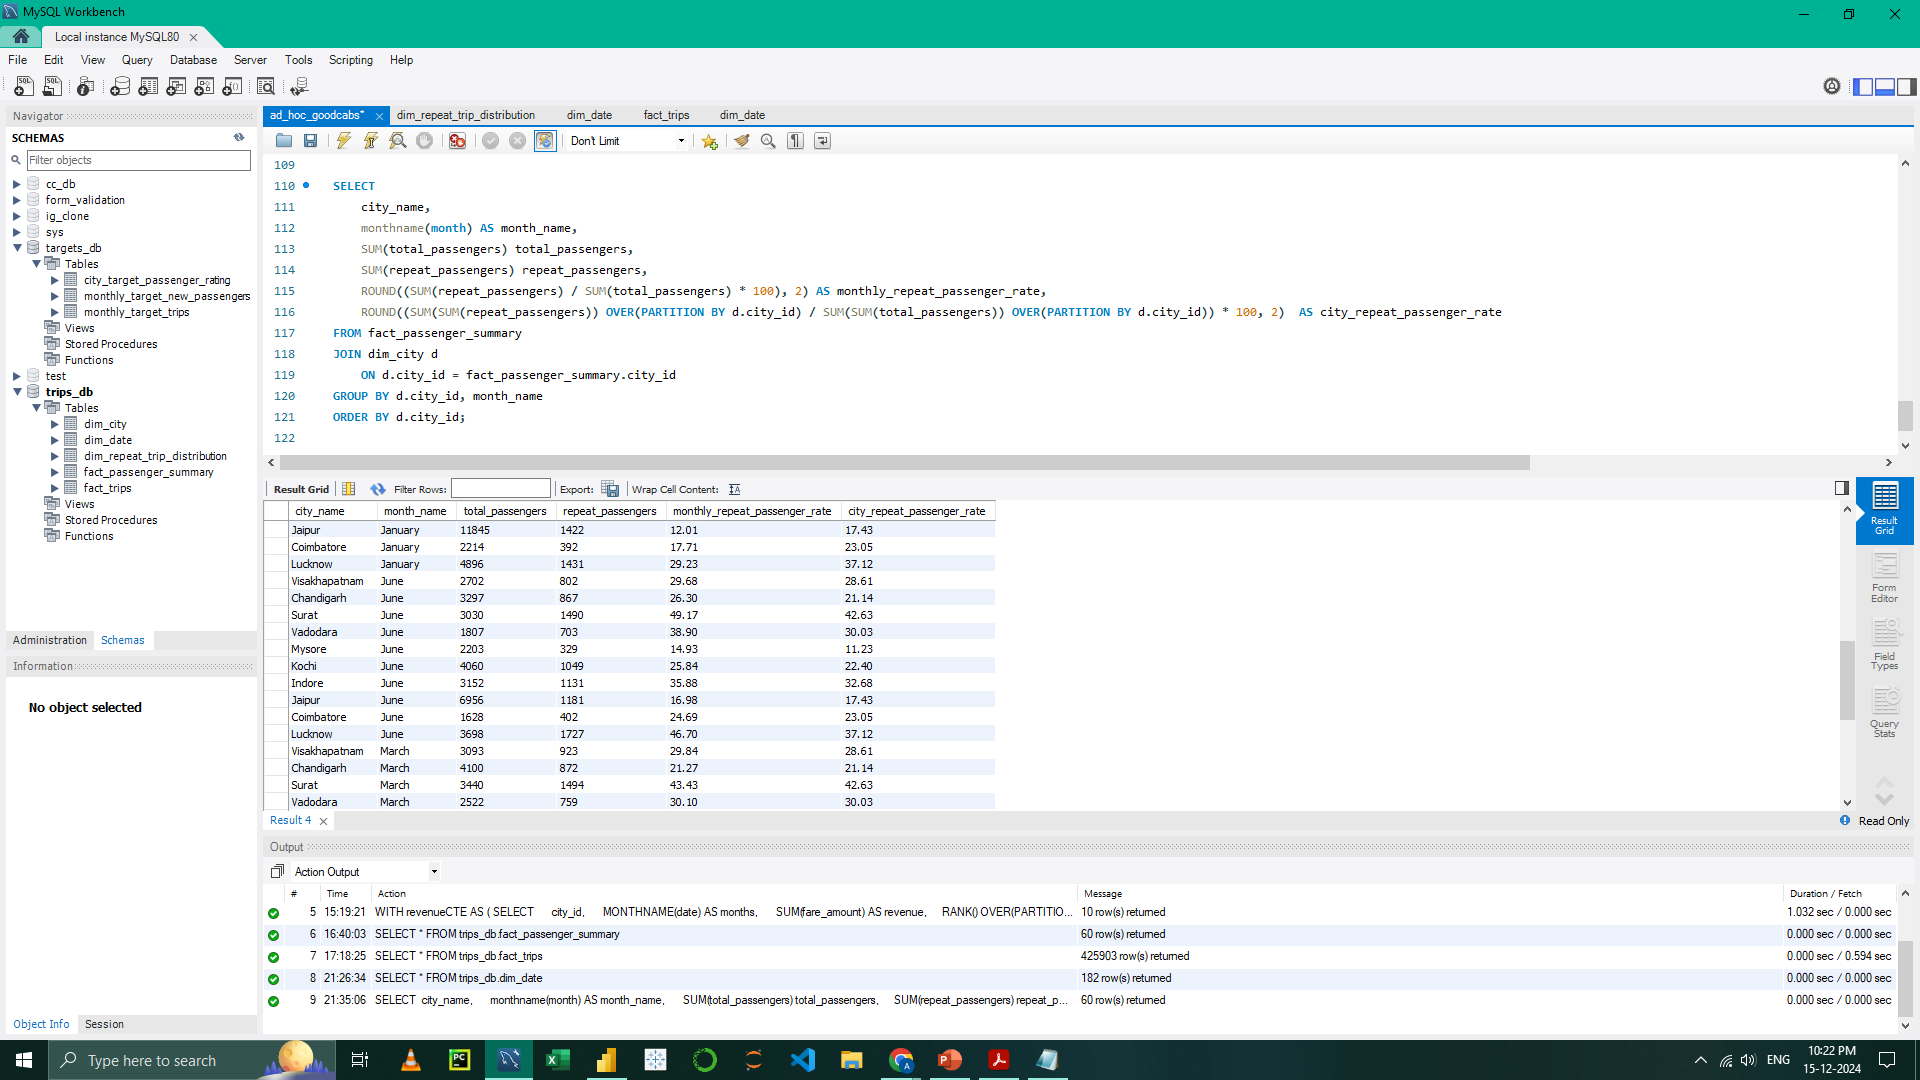 MySQL Workbench
Local instance MySQL80
File Edit View Query Database Server Tools Scripting Help
Navigator
SCHEMAS
Filter objects
cc_db
form_validation
ig_clone
sys
targets_db
Tables
city_target_passenger_rating
monthly_target_new_passengers
monthly_target_trips
Views
Stored Procedures
Functions
test
trips_db
Tables
dim_city
dim_date
dim_repeat_trip_distribution
fact_passenger_summary
fact_trips
Views
Stored Procedures
Functions
Administration Schemas
Information
No object selected
Object Info Session
ad_hoc_goodcabs* dim_repeat_trip_distribution dim_date fact_trips dim_date
Don't Limit
109
110 SELECT
111 city_name,
112 monthname(month) AS month_name,
113 SUM(total_passengers) total_passengers,
114 SUM(repeat_passengers) repeat_passengers,
115 ROUND((SUM(repeat_passengers) / SUM(total_passengers) * 100), 2) AS monthly_repeat_passenger_rate,
116 ROUND((SUM(SUM(repeat_passengers)) OVER(PARTITION BY d.city_id) / SUM(SUM(total_passengers)) OVER(PARTITION BY d.city_id)) * 100, 2) AS city_repeat_passenger_rate
117 FROM fact_passenger_summary
118 JOIN dim_city d
119 ON d.city_id = fact_passenger_summary.city_id
120 GROUP BY d.city_id, month_name
121 ORDER BY d.city_id;
122
Result Grid Filter Rows: Export: Wrap Cell Content:
city_name month_name total_passengers repeat_passengers monthly_repeat_passenger_rate city_repeat_passenger_rate
Jaipur January 11845 1422 12.01 17.43
Coimbatore January 2214 392 17.71 23.05
Lucknow January 4896 1431 29.23 37.12
Visakhapatnam June 2702 802 29.68 28.61
Chandigarh June 3297 867 26.30 21.14
Surat June 3030 1490 49.17 42.63
Vadodara June 1807 703 38.90 30.03
Mysore June 2203 329 14.93 11.23
Kochi June 4060 1049 25.84 22.40
Indore June 3152 1131 35.88 32.68
Jaipur June 6956 1181 16.98 17.43
Coimbatore June 1628 402 24.69 23.05
Lucknow June 3698 1727 46.70 37.12
Visakhapatnam March 3093 923 29.84 28.61
Chandigarh March 4100 872 21.27 21.14
Surat March 3440 1494 43.43 42.63
Vadodara March 2522 759 30.10 30.03
Result Grid
Form Editor
Field Types
Query Stats
Result 4
Read Only
Output
Action Output
# Time Action Message Duration / Fetch
5 15:19:21 WITH revenueCTE AS ( SELECT city_id, MONTHNAME(date) AS months, SUM(fare_amount) AS revenue, RANK() OVER(PARTITIO... 10 row(s) returned 1.032 sec / 0.000 sec
6 16:40:03 SELECT * FROM trips_db.fact_passenger_summary 60 row(s) returned 0.000 sec / 0.000 sec
7 17:18:25 SELECT * FROM trips_db.fact_trips 425903 row(s) returned 0.000 sec / 0.594 sec
8 21:26:34 SELECT * FROM trips_db.dim_date 182 row(s) returned 0.000 sec / 0.000 sec
9 21:35:06 SELECT city_name, monthname(month) AS month_name, SUM(total_passengers) total_passengers, SUM(repeat_passengers) repeat_p... 60 row(s) returned 0.000 sec / 0.000 sec
Type here to search
ENG
10:22 PM
15-12-2024